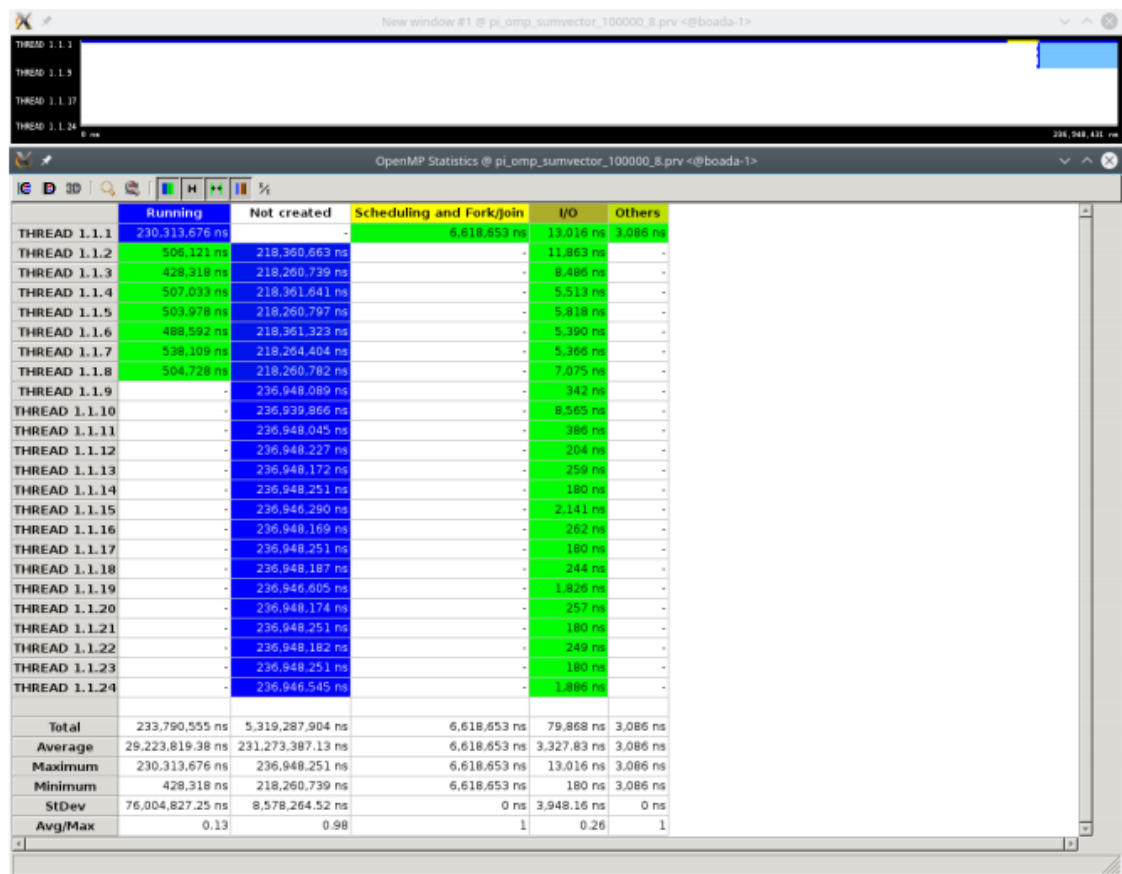 New window #1 @ pi_omp_sumvector_100000_8.prv <@boada-1>
THREAD 1.1.1
THREAD 1.1.9
THREAD 1.1.17
THREAD 1.1.24
0 ns 236,948,431 ns
OpenMP Statistics @ pi_omp_sumvector_100000_8.prv <@boada-1>
3D
H
Running Not created Scheduling and Fork/Join I/O Others
THREAD 1.1.1 230,313,676 ns - 6,618,653 ns 13,016 ns 3,086 ns
THREAD 1.1.2 506,121 ns 218,360,663 ns - 11,863 ns -
THREAD 1.1.3 428,318 ns 218,260,739 ns - 8,486 ns -
THREAD 1.1.4 507,033 ns 218,361,641 ns - 5,513 ns -
THREAD 1.1.5 503,978 ns 218,260,797 ns - 5,818 ns -
THREAD 1.1.6 488,592 ns 218,361,323 ns - 5,390 ns -
THREAD 1.1.7 538,109 ns 218,264,404 ns - 5,366 ns -
THREAD 1.1.8 504,728 ns 218,260,782 ns - 7,075 ns -
THREAD 1.1.9 - 236,948,089 ns - 342 ns -
THREAD 1.1.10 - 236,939,866 ns - 8,565 ns -
THREAD 1.1.11 - 236,948,045 ns - 386 ns -
THREAD 1.1.12 - 236,948,227 ns - 204 ns -
THREAD 1.1.13 - 236,948,172 ns - 259 ns -
THREAD 1.1.14 - 236,948,251 ns - 180 ns -
THREAD 1.1.15 - 236,946,290 ns - 2,141 ns -
THREAD 1.1.16 - 236,948,169 ns - 262 ns -
THREAD 1.1.17 - 236,948,251 ns - 180 ns -
THREAD 1.1.18 - 236,948,187 ns - 244 ns -
THREAD 1.1.19 - 236,946,605 ns - 1,826 ns -
THREAD 1.1.20 - 236,948,174 ns - 257 ns -
THREAD 1.1.21 - 236,948,251 ns - 180 ns -
THREAD 1.1.22 - 236,948,182 ns - 249 ns -
THREAD 1.1.23 - 236,948,251 ns - 180 ns -
THREAD 1.1.24 - 236,946,545 ns - 1,886 ns -
Total 233,790,555 ns 5,319,287,904 ns 6,618,653 ns 79,868 ns 3,086 ns
Average 29,223,819.38 ns 231,273,387.13 ns 6,618,653 ns 3,327.83 ns 3,086 ns
Maximum 230,313,676 ns 236,948,251 ns 6,618,653 ns 13,016 ns 3,086 ns
Minimum 428,318 ns 218,260,739 ns 6,618,653 ns 180 ns 3,086 ns
StDev 76,004,827.25 ns 8,578,264.52 ns 0 ns 3,948.16 ns 0 ns
Avg/Max 0.13 0.98 1 0.26 1